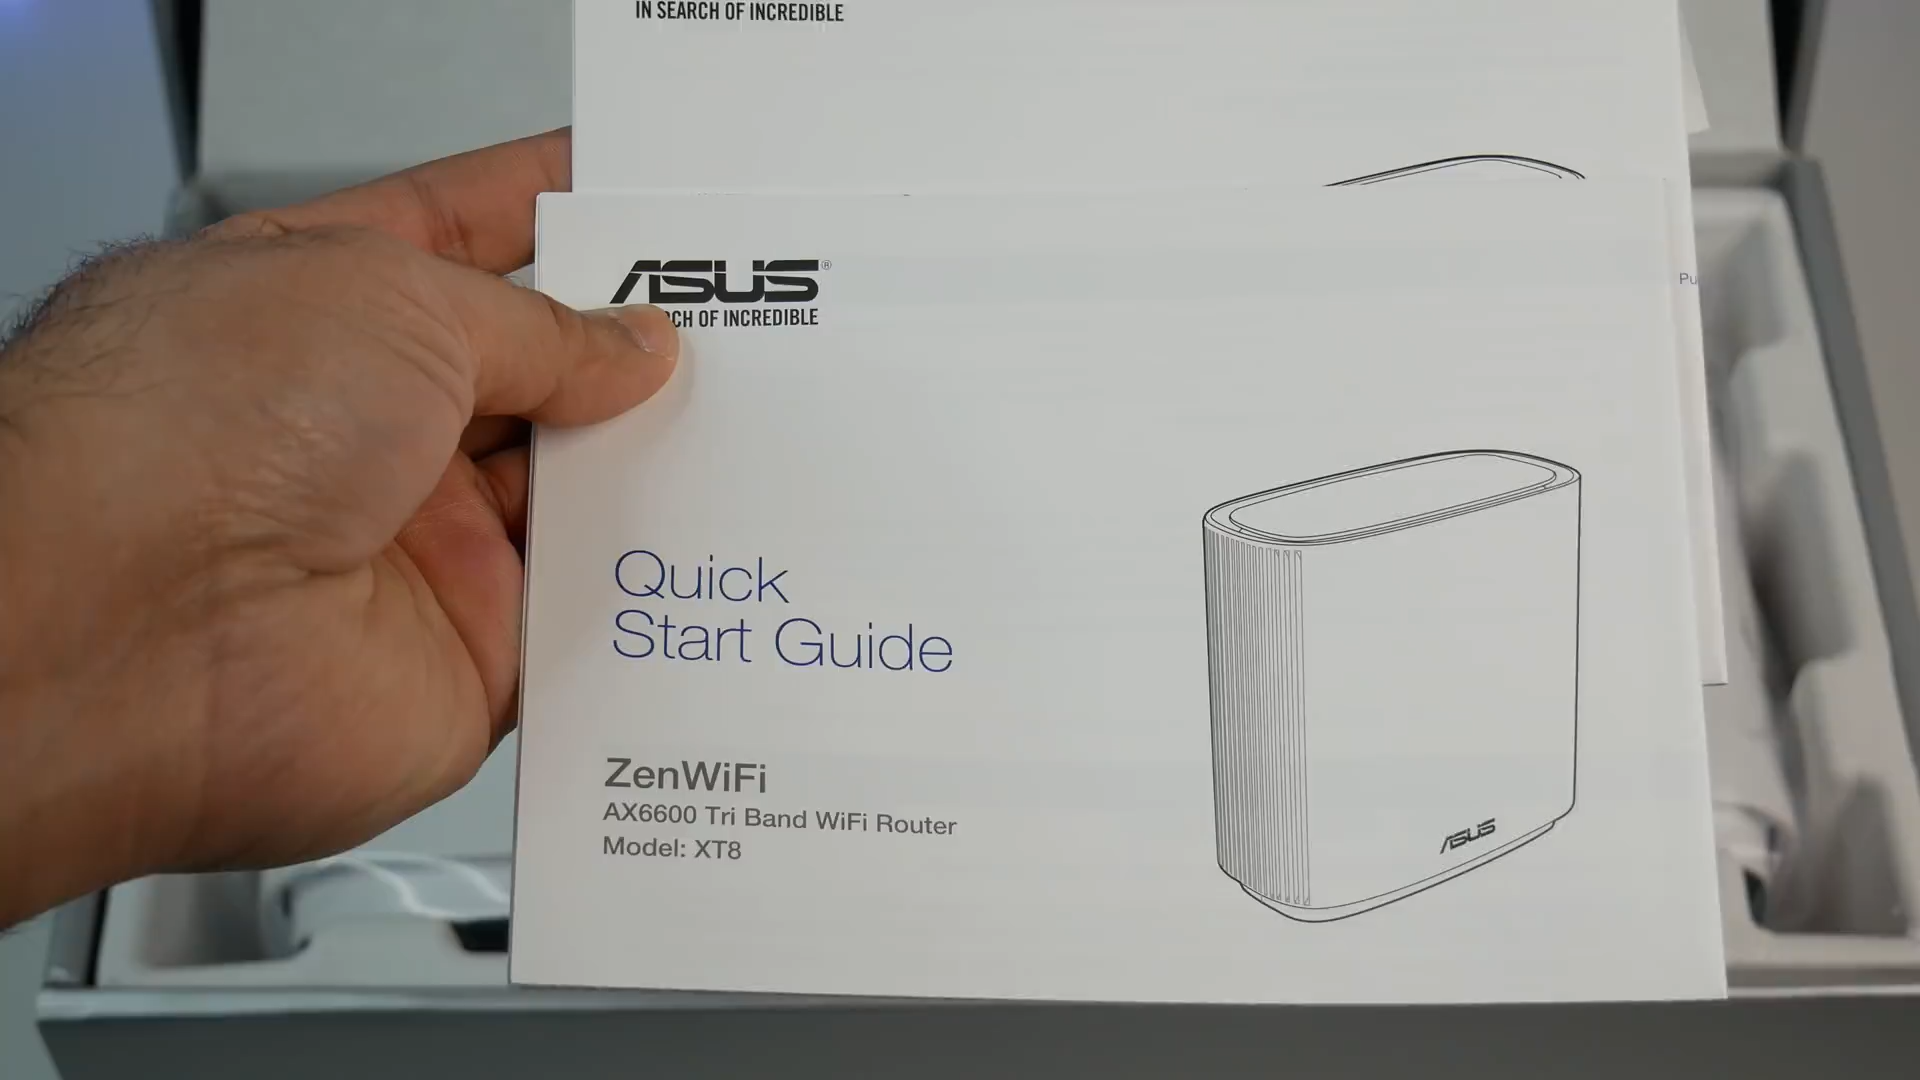 IN SEARCH OF INCREDIBLE
ASUS®
CH OF INCREDIBLE
Quick
Start Guide
ZenWiFi
AX6600 Tri Band WiFi Router
Model: XT8
ASUS